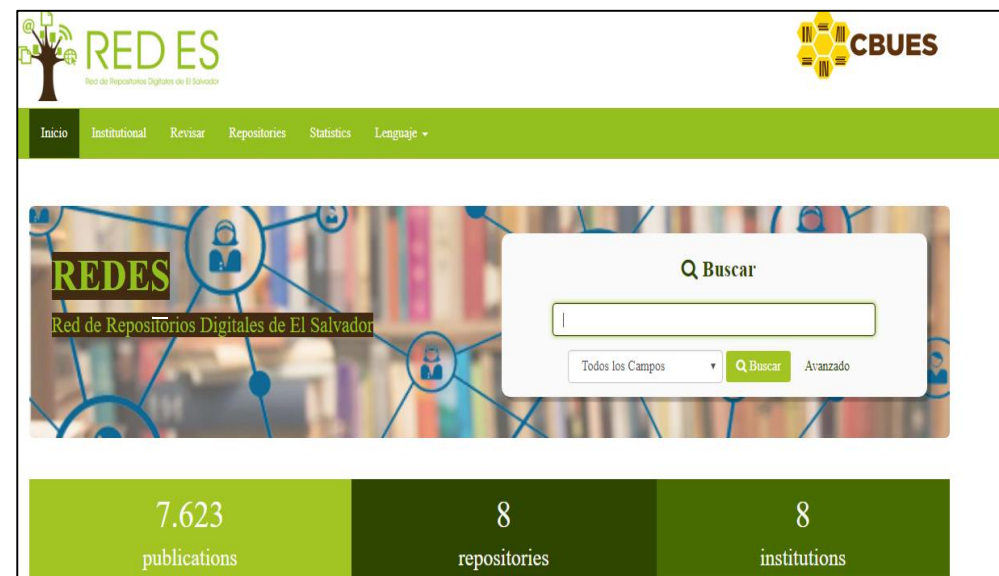 RED ES
Red de Repositorios Digitales de El Salvador
CBUES
Inicio Institutional Revisar Repositories Statistics Lenguaje
REDES
Red de Repositorios Digitales de El Salvador
Buscar
Todos los Campos Buscar Avanzado
7.623 8 8
publications repositories institutions